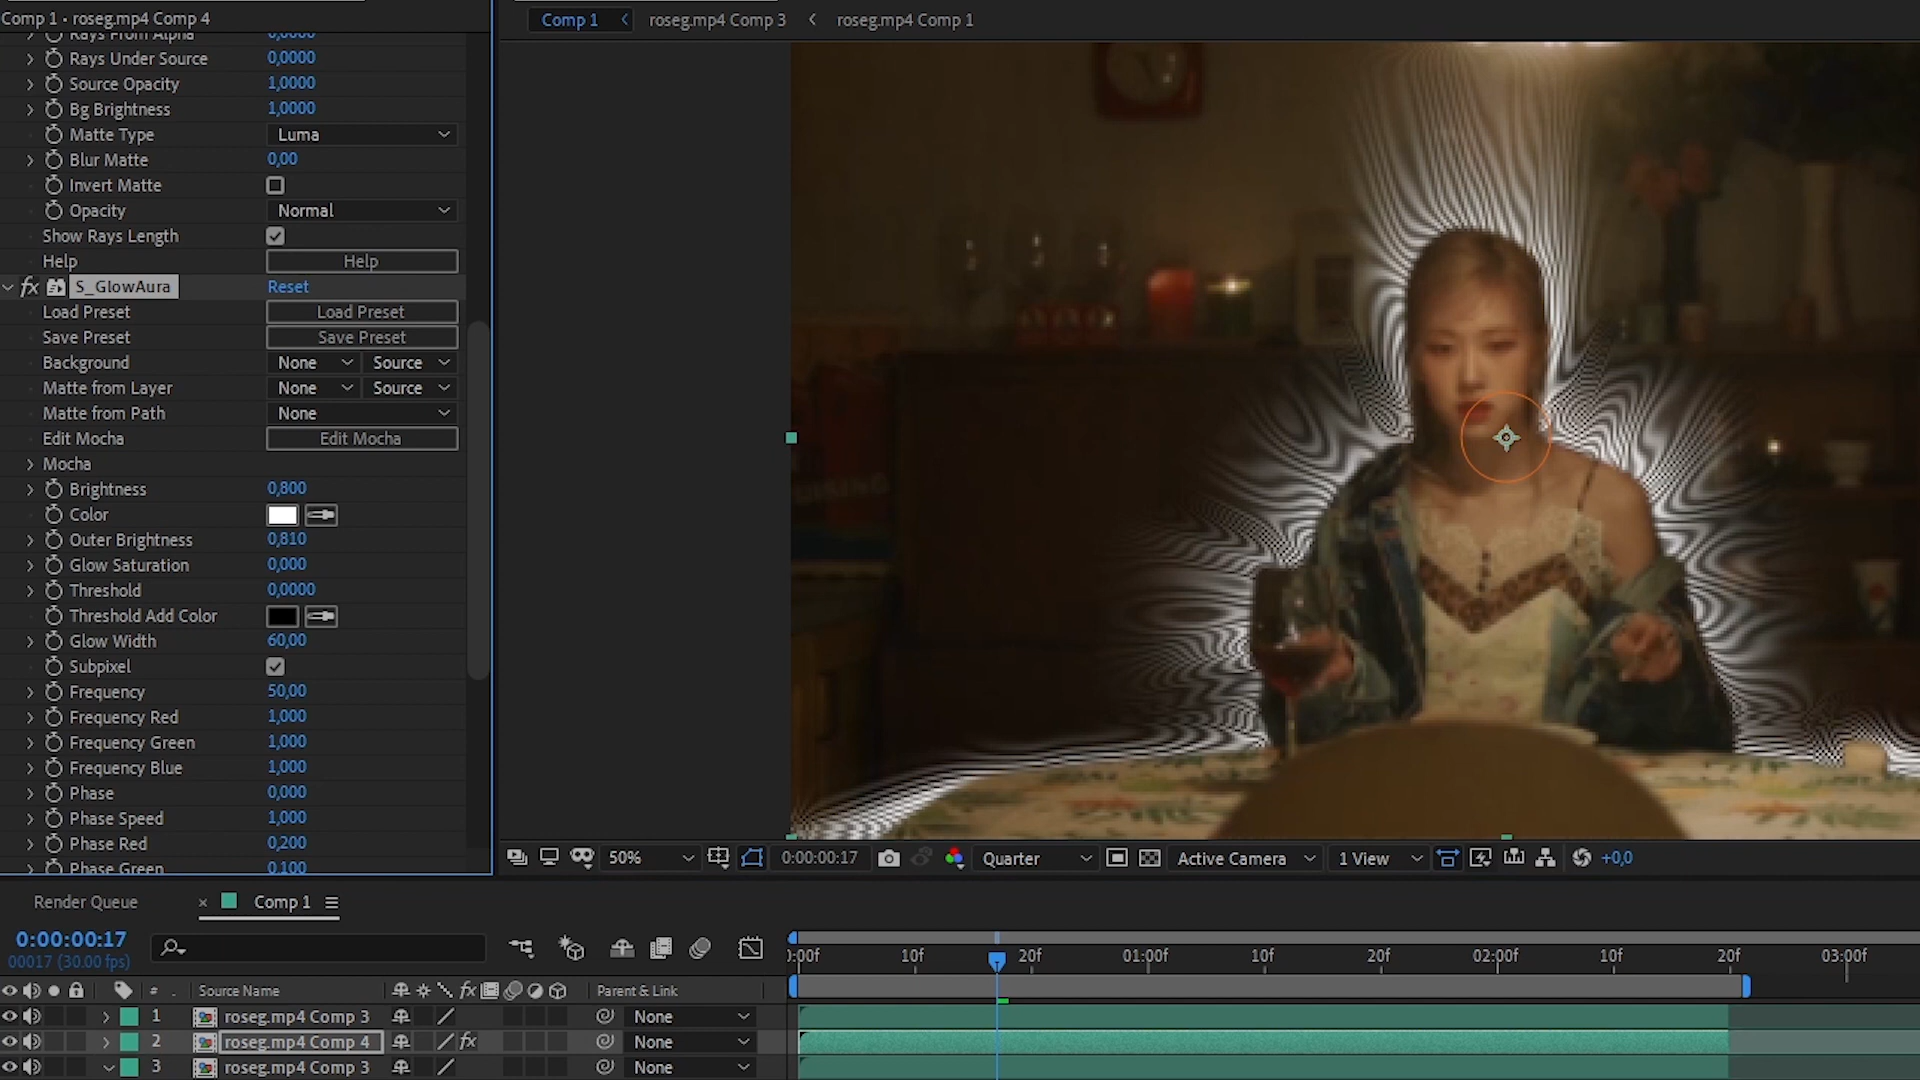 Comp 1 • roseg.mp4 Comp 4
Rays From Alpha 0,0000
Rays Under Source 0,0000
Source Opacity 1,0000
Bg Brightness 1,0000
Matte Type Luma
Blur Matte 0,00
Invert Matte
Opacity Normal
Show Rays Length
Help Help
fx S_GlowAura Reset
Load Preset Load Preset
Save Preset Save Preset
Background None Source
Matte from Layer None Source
Matte from Path None
Edit Mocha Edit Mocha
Mocha
Brightness 0,800
Color
Outer Brightness 0,810
Glow Saturation 0,000
Threshold 0,0000
Threshold Add Color
Glow Width 60,00
Subpixel
Frequency 50,00
Frequency Red 1,000
Frequency Green 1,000
Frequency Blue 1,000
Phase 0,000
Phase Speed 1,000
Phase Red 0,200
Phase Green 0,100
Comp 1 roseg.mp4 Comp 3 roseg.mp4 Comp 1
50% 0:00:00:17 Quarter Active Camera 1 View +0,0
Render Queue × Comp 1
0:00:00:17
00017 (30.00 fps)
):00f 10f 20f 01:00f 10f 20f 02:00f 10f 20f 03:00f
# Source Name fx Parent & Link
1 roseg.mp4 Comp 3 None
2 roseg.mp4 Comp 4 fx None
3 roseg.mp4 Comp 3 None